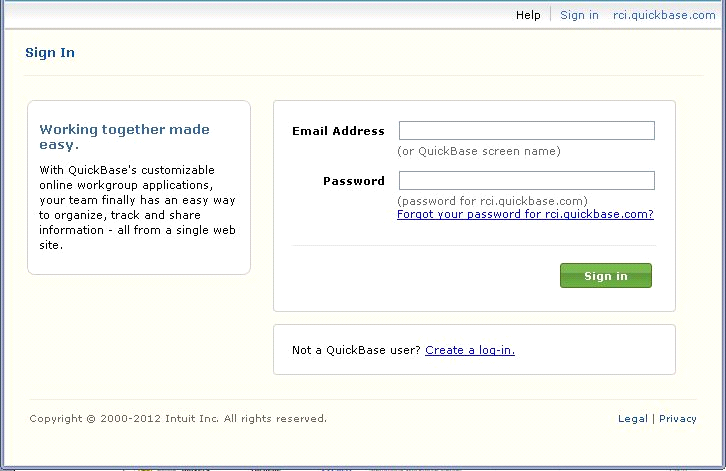 Help | Sign in rci.quickbase.com
Sign In
Working together made
easy.
With QuickBase's customizable
online workgroup applications,
your team finally has an easy way
to organize, track and share
information - all from a single web
site.
Email Address
(or QuickBase screen name)
Password
(password for rci.quickbase.com)
Forgot your password for rci.quickbase.com?
Sign in
Not a QuickBase user? Create a log-in.
Copyright © 2000-2012 Intuit Inc. All rights reserved.
Legal | Privacy